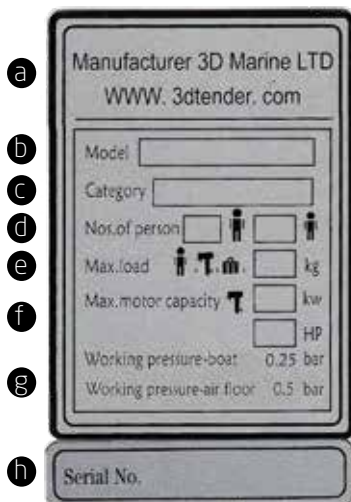 a
Manufacturer 3D Marine LTD
WWW. 3dtender. com
b Model
c Category
d Nos.of person
e Max.load kg
f Max.motor capacity kw
HP
g Working pressure-boat 0.25 bar
Working pressure-air floor 0.5 bar
h Serial No.